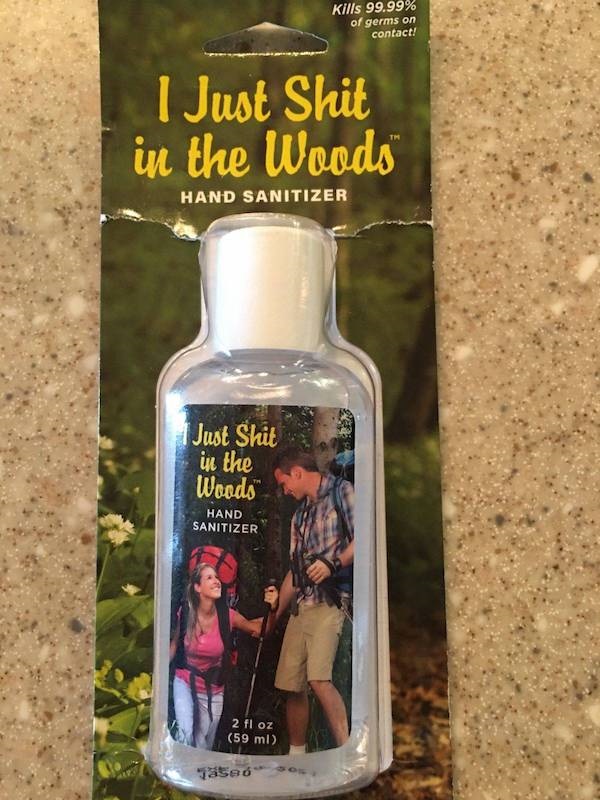 Kills 99.99%
of germs on
contact!
I Just Shit
in the Woods™
HAND SANITIZER
I Just Shit
in the
Woods™
HAND
SANITIZER
2 fl oz
(59 ml)